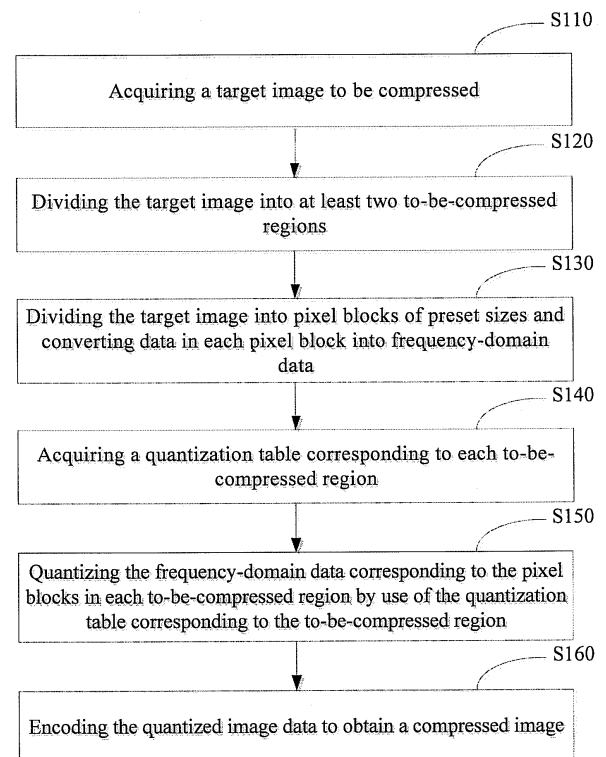 S110
Acquiring a target image to be compressed
S120
Dividing the target image into at least two to-be-compressed
regions
S130
Dividing the target image into pixel blocks of preset sizes and
converting data in each pixel block into frequency-domain
data
S140
Acquiring a quantization table corresponding to each to-be-
compressed region
S150
Quantizing the frequency-domain data corresponding to the pixel
blocks in each to-be-compressed region by use of the quantization
table corresponding to the to-be-compressed region
S160
Encoding the quantized image data to obtain a compressed image